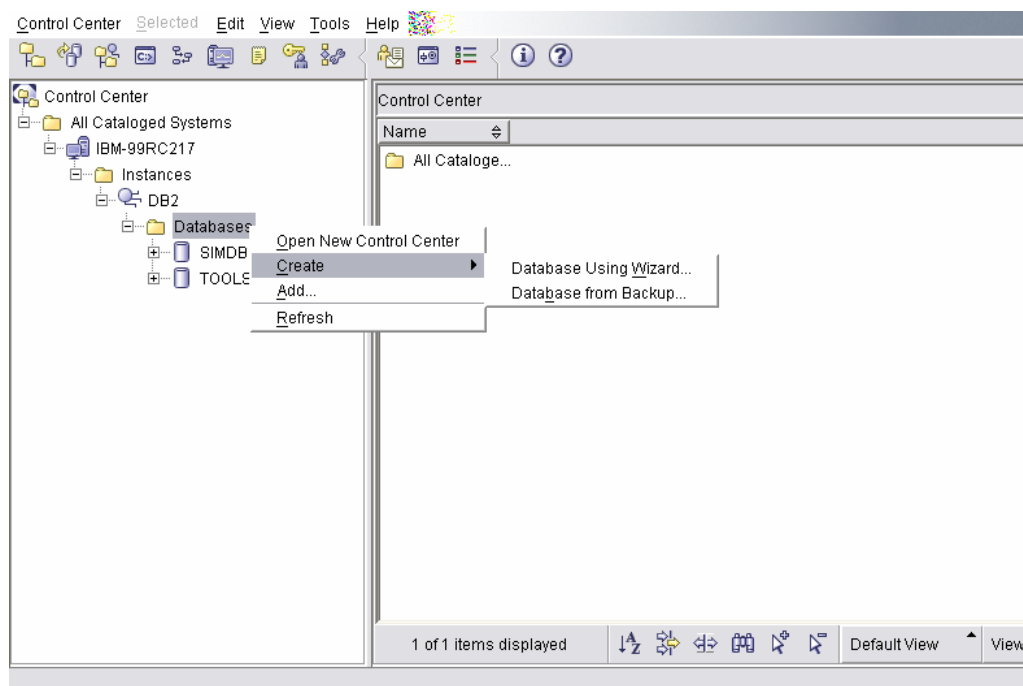 Control Center Selected Edit View Tools Help
Control Center
All Cataloged Systems
IBM-99RC217
Instances
DB2
Databases
SIMDB
TOOLS
Open New Control Center
Create
Add...
Refresh
Database Using Wizard...
Database from Backup...
Control Center
Name
All Cataloge...
1 of 1 items displayed
Default View
View